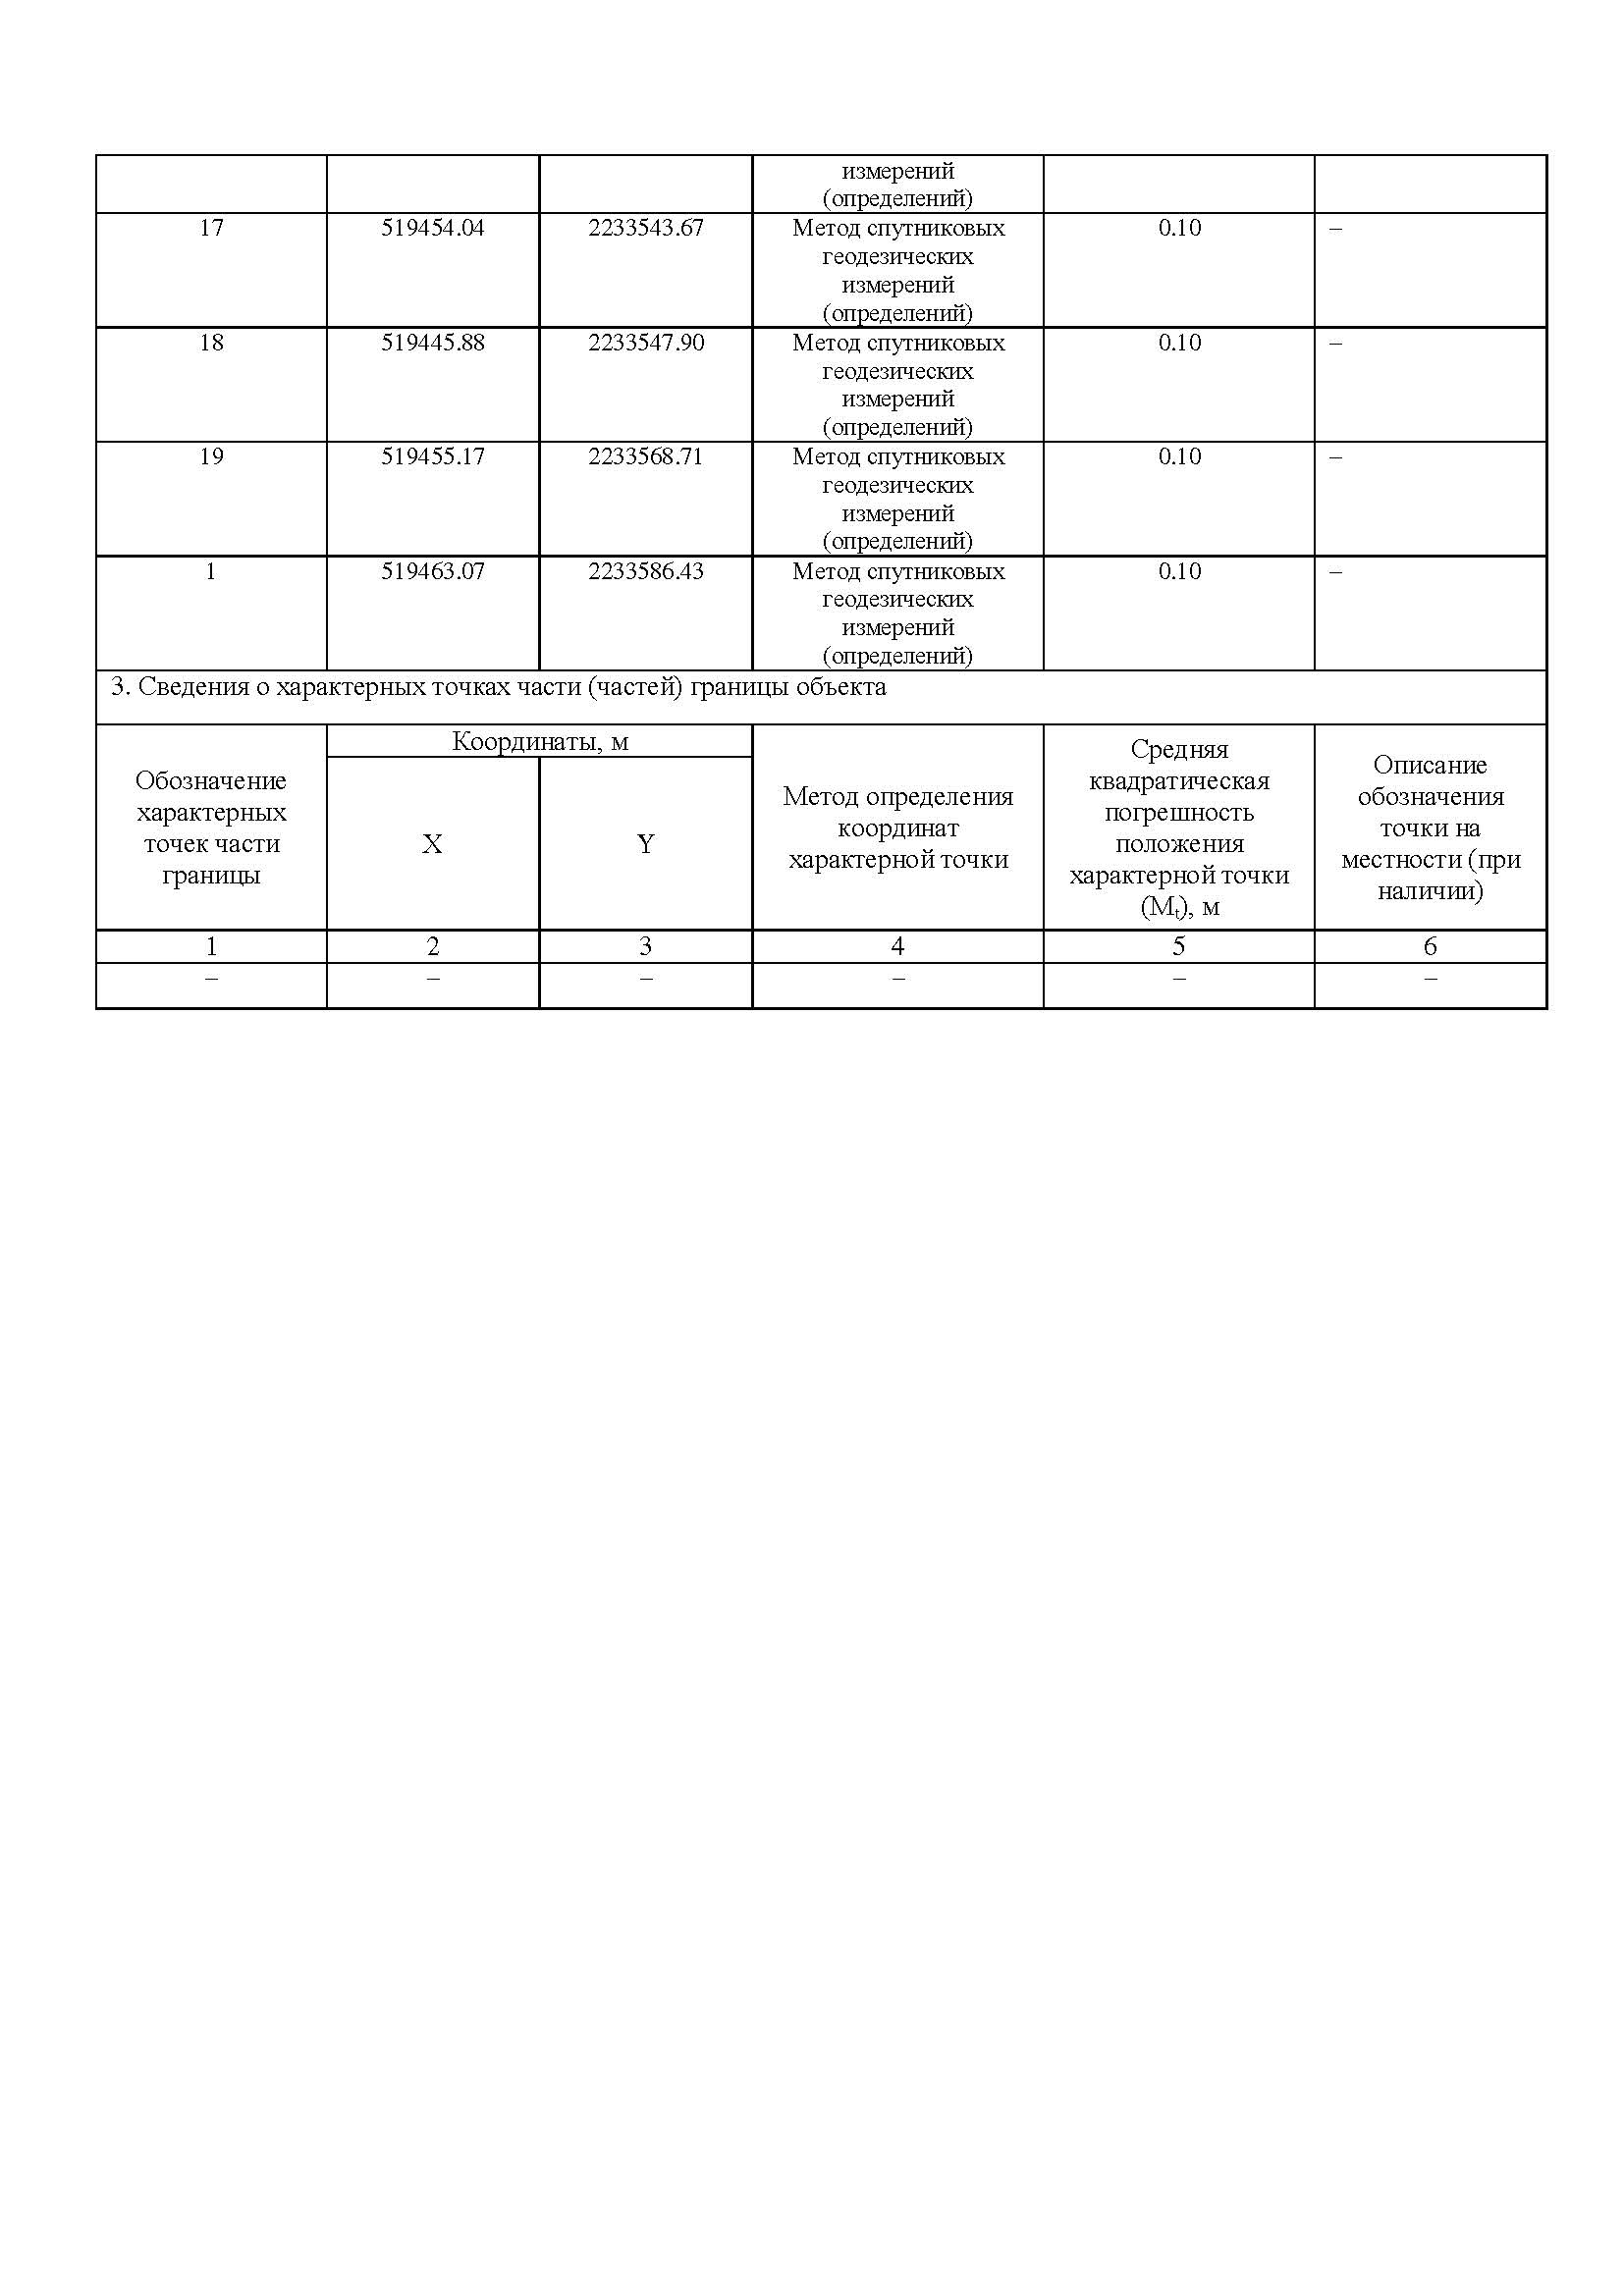 измерений
(определений)
17 519454.04 2233543.67 Метод спутниковых 0.10 –
геодезических
измерений
(определений)
18 519445.88 2233547.90 Метод спутниковых 0.10 –
геодезических
измерений
(определений)
19 519455.17 2233568.71 Метод спутниковых 0.10 –
геодезических
измерений
(определений)
1 519463.07 2233586.43 Метод спутниковых 0.10 –
геодезических
измерений
(определений)
3. Сведения о характерных точках части (частей) границы объекта
Обозначение
характерных
точек части
границы
Координаты, м
X
Y
Метод определения
координат
характерной точки
Средняя
квадратическая
погрешность
положения
характерной точки
(Mt), м
Описание
обозначения
точки на
местности (при
наличии)
1 2 3 4 5 6
– – – – – –